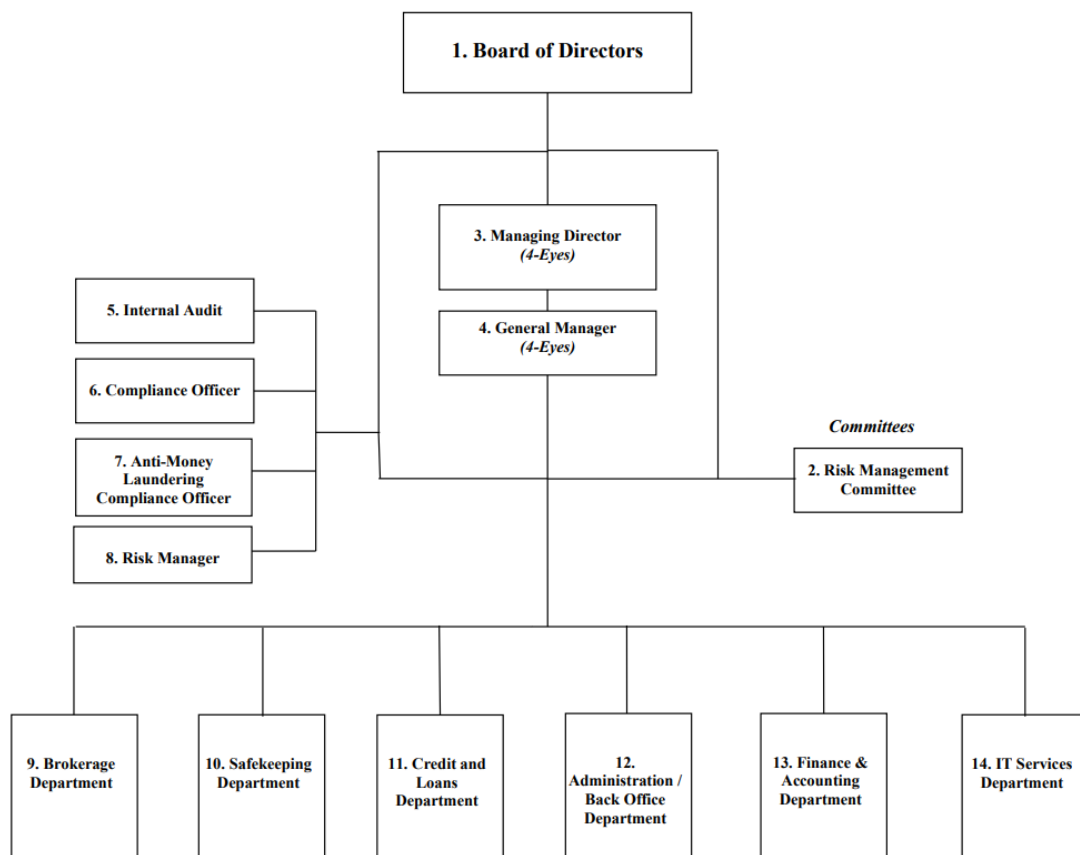 1. Board of Directors
3. Managing Director
(4-Eyes)
4. General Manager
(4-Eyes)
5. Internal Audit
6. Compliance Officer
7. Anti-Money
Laundering
Compliance Officer
8. Risk Manager
Committees
2. Risk Management
Committee
9. Brokerage
Department
10. Safekeeping
Department
11. Credit and
Loans
Department
12.
Administration /
Back Office
Department
13. Finance &
Accounting
Department
14. IT Services
Department